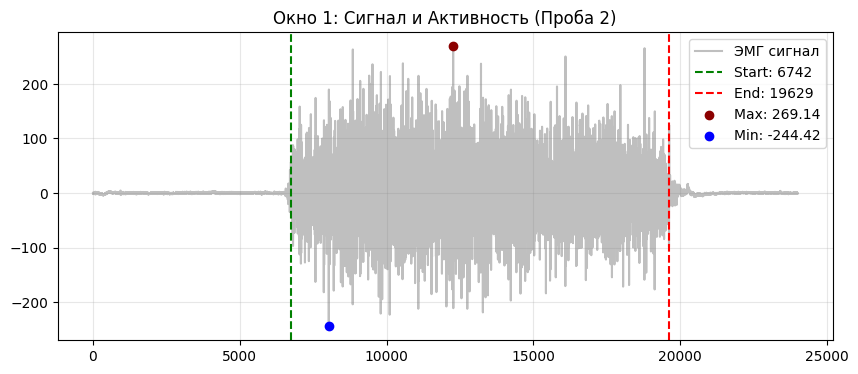 Окно 1: Сигнал и Активность (Проба 2)
ЭМГ сигнал
Start: 6742
End: 19629
Max: 269.14
Min: -244.42
200
100
0
−100
−200
0
5000
10000
15000
20000
25000